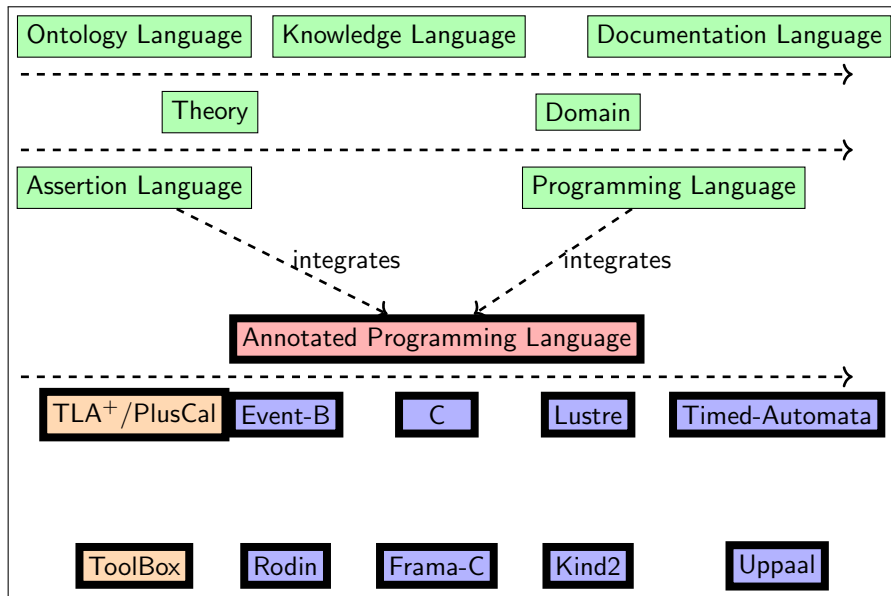 Ontology Language Knowledge Language Documentation Language
Theory Domain
Assertion Language Programming Language
integrates integrates
Annotated Programming Language
TLA⁺/PlusCal Event-B C Lustre Timed-Automata
ToolBox Rodin Frama-C Kind2 Uppaal